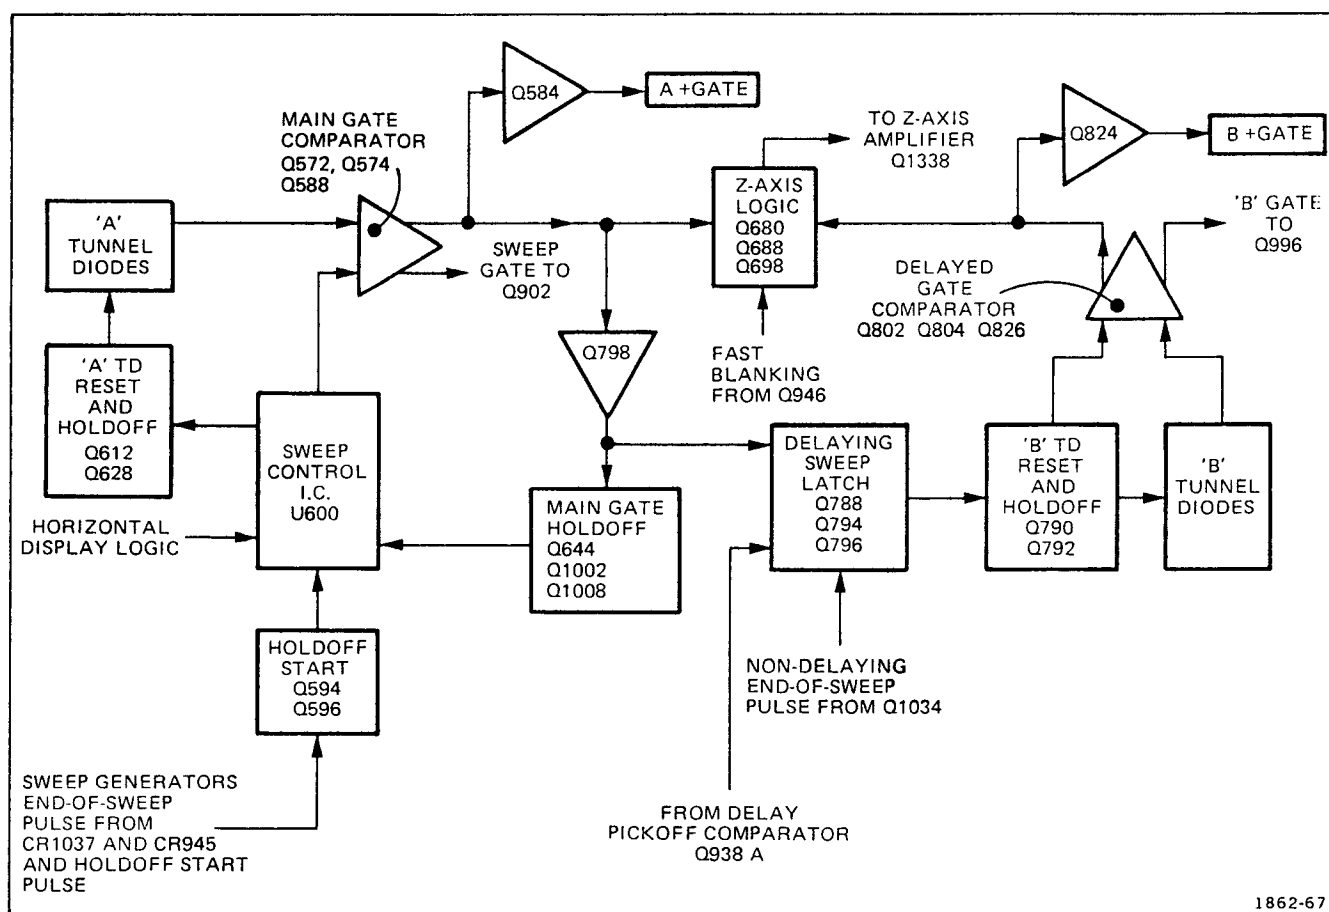 Q584
A +GATE
MAIN GATE
COMPARATOR
Q572, Q574
Q588
TO Z-AXIS
AMPLIFIER
Q1338
Q824
B +GATE
'A'
TUNNEL
DIODES
SWEEP
GATE TO
Q902
Z-AXIS
LOGIC
Q680
Q688
Q698
'B' GATE
TO
Q996
DELAYED
GATE
COMPARATOR
Q802 Q804 Q826
'A' TD
RESET
AND
HOLDOFF
Q612
Q628
Q798
FAST
BLANKING
FROM Q946
SWEEP
CONTROL
I.C.
U600
DELAYING
SWEEP
LATCH
Q788
Q794
Q796
'B' TD
RESET
AND
HOLDOFF
Q790
Q792
'B'
TUNNEL
DIODES
HORIZONTAL
DISPLAY LOGIC
MAIN GATE
HOLDOFF
Q644
Q1002
Q1008
HOLDOFF
START
Q594
Q596
NON-DELAYING
END-OF-SWEEP
PULSE FROM Q1034
SWEEP GENERATORS
END-OF-SWEEP
PULSE FROM
CR1037 AND CR945
AND HOLDOFF START
PULSE
FROM DELAY
PICKOFF COMPARATOR
Q938 A
1862-67